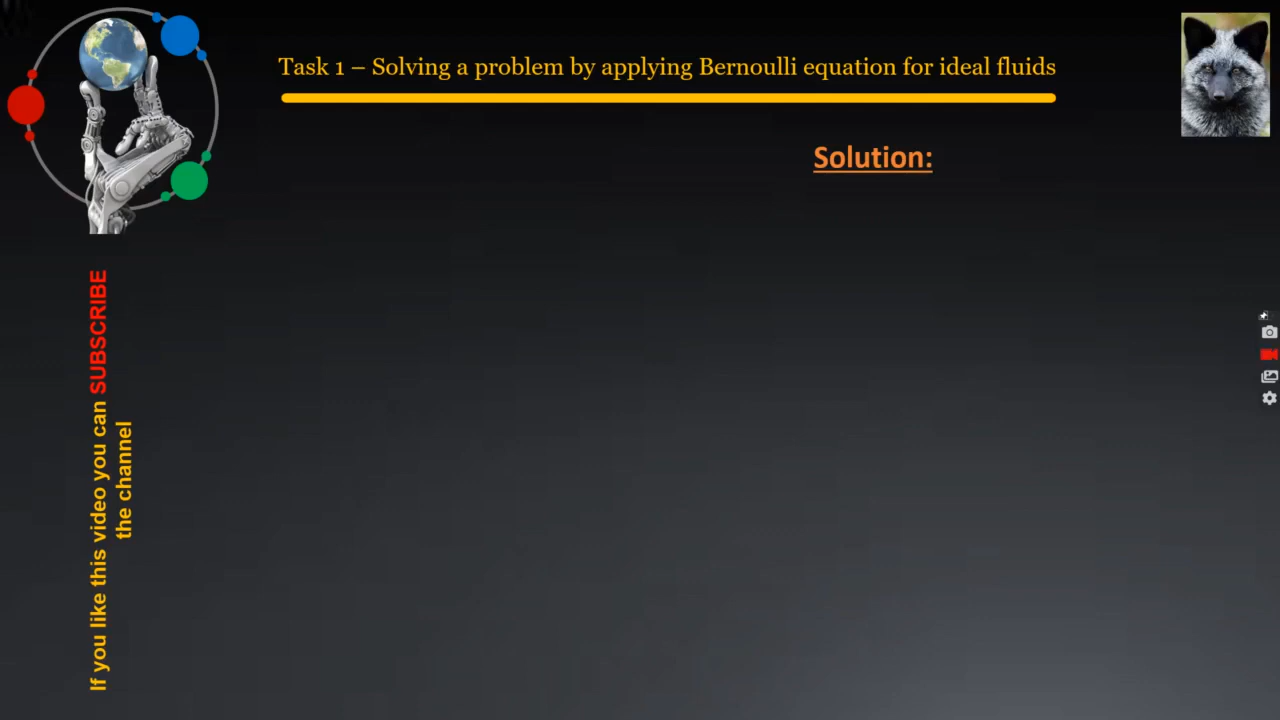 Task 1 – Solving a problem by applying Bernoulli equation for ideal fluids
Solution:
If you like this video you can SUBSCRIBE
the channel